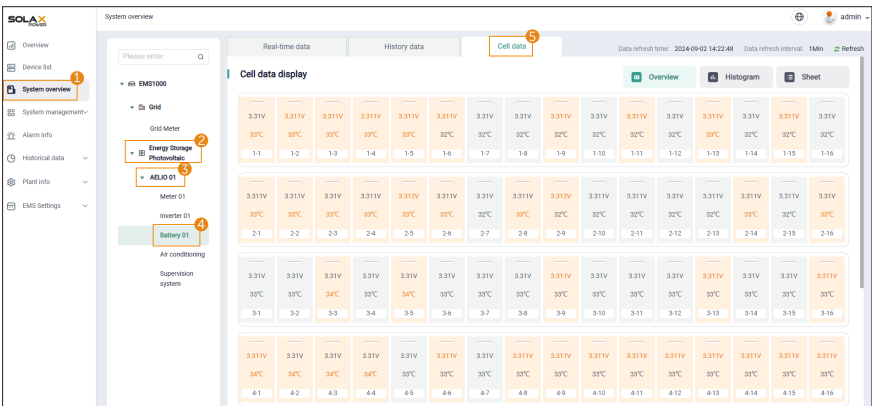 SOLAX
POWER
System overview
admin
Overview
Device list
System overview
1
System management
Alarm info
Historical data
Plant info
EMS Settings
Please enter
EMS1000
Grid
Grid Meter
Energy Storage
Photovoltaic
2
AELIO 01
3
Meter 01
Inverter 01
Battery 01
4
Air conditioning
Supervision
system
Real-time data History data Cell data
5
Data refresh time: 2024-09-02 14:22:48 Data refresh interval: 1Min Refresh
Cell data display
Overview Histogram Sheet
3.31V 3.311V 3.311V 3.311V 3.311V 3.311V 3.31V 3.31V 3.311V 3.31V 3.31V 3.31V 3.311V 3.31V 3.311V 3.31V
33℃ 33℃ 33℃ 33℃ 33℃ 32℃ 32℃ 32℃ 32℃ 32℃ 32℃ 32℃ 32℃ 32℃ 32℃ 32℃
1-1 1-2 1-3 1-4 1-5 1-6 1-7 1-8 1-9 1-10 1-11 1-12 1-13 1-14 1-15 1-16
3.311V 3.311V 3.311V 3.311V 3.312V 3.311V 3.311V 3.311V 3.312V 3.311V 3.311V 3.311V 3.311V 3.311V 3.311V 3.311V
33℃ 33℃ 33℃ 33℃ 33℃ 33℃ 32℃ 33℃ 32℃ 32℃ 32℃ 32℃ 32℃ 33℃ 32℃ 33℃
2-1 2-2 2-3 2-4 2-5 2-6 2-7 2-8 2-9 2-10 2-11 2-12 2-13 2-14 2-15 2-16
3.31V 3.31V 3.31V 3.31V 3.31V 3.31V 3.31V 3.31V 3.311V 3.31V 3.31V 3.31V 3.311V 3.31V 3.31V 3.311V
33℃ 33℃ 34℃ 33℃ 34℃ 33℃ 33℃ 33℃ 33℃ 33℃ 33℃ 33℃ 33℃ 33℃ 33℃ 33℃
3-1 3-2 3-3 3-4 3-5 3-6 3-7 3-8 3-9 3-10 3-11 3-12 3-13 3-14 3-15 3-16
3.311V 3.31V 3.31V 3.31V 3.31V 3.311V 3.31V 3.311V 3.311V 3.311V 3.311V 3.311V 3.311V 3.311V 3.311V 3.311V
34℃ 34℃ 34℃ 34℃ 33℃ 33℃ 33℃ 33℃ 33℃ 33℃ 33℃ 33℃ 33℃ 33℃ 33℃ 33℃
4-1 4-2 4-3 4-4 4-5 4-6 4-7 4-8 4-9 4-10 4-11 4-12 4-13 4-14 4-15 4-16